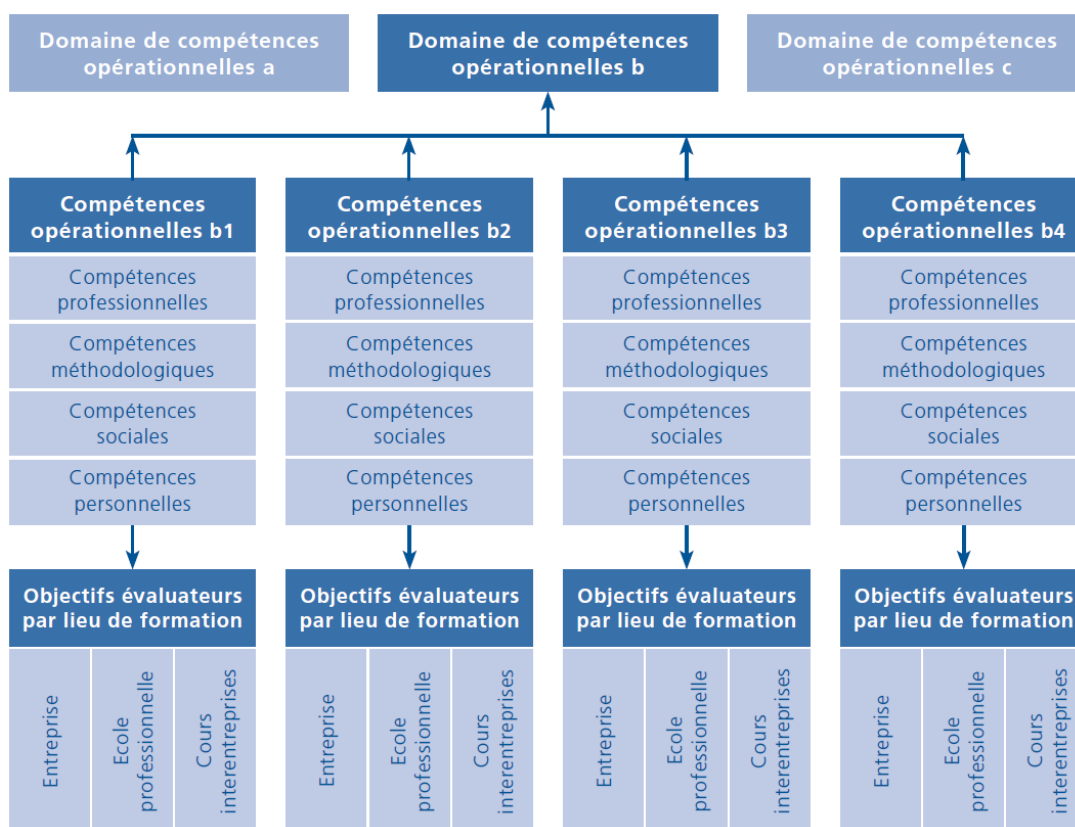 Domaine de compétences
opérationnelles a
Domaine de compétences
opérationnelles b
Domaine de compétences
opérationnelles c
Compétences
opérationnelles b1
Compétences
professionnelles
Compétences
méthodologiques
Compétences
sociales
Compétences
personnelles
Objectifs évaluateurs
par lieu de formation
Entreprise
Ecole
professionnelle
Cours
interentreprises
Compétences
opérationnelles b2
Compétences
professionnelles
Compétences
méthodologiques
Compétences
sociales
Compétences
personnelles
Objectifs évaluateurs
par lieu de formation
Entreprise
Ecole
professionnelle
Cours
interentreprises
Compétences
opérationnelles b3
Compétences
professionnelles
Compétences
méthodologiques
Compétences
sociales
Compétences
personnelles
Objectifs évaluateurs
par lieu de formation
Entreprise
Ecole
professionnelle
Cours
interentreprises
Compétences
opérationnelles b4
Compétences
professionnelles
Compétences
méthodologiques
Compétences
sociales
Compétences
personnelles
Objectifs évaluateurs
par lieu de formation
Entreprise
Ecole
professionnelle
Cours
interentreprises